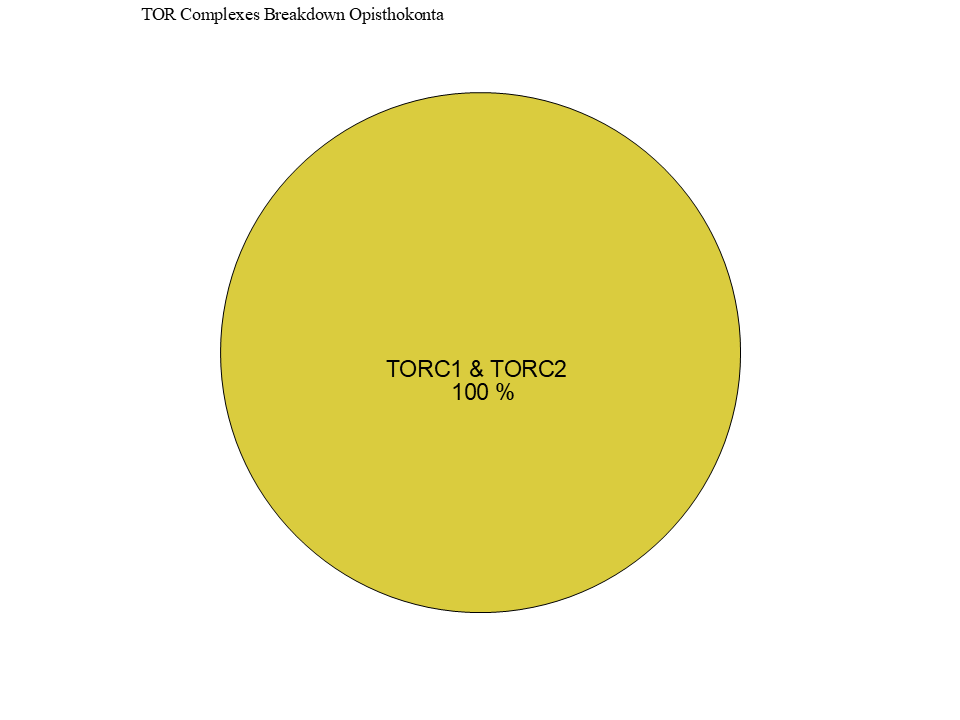 TOR Complexes Breakdown Opisthokonta
TORC1 & TORC2
100 %